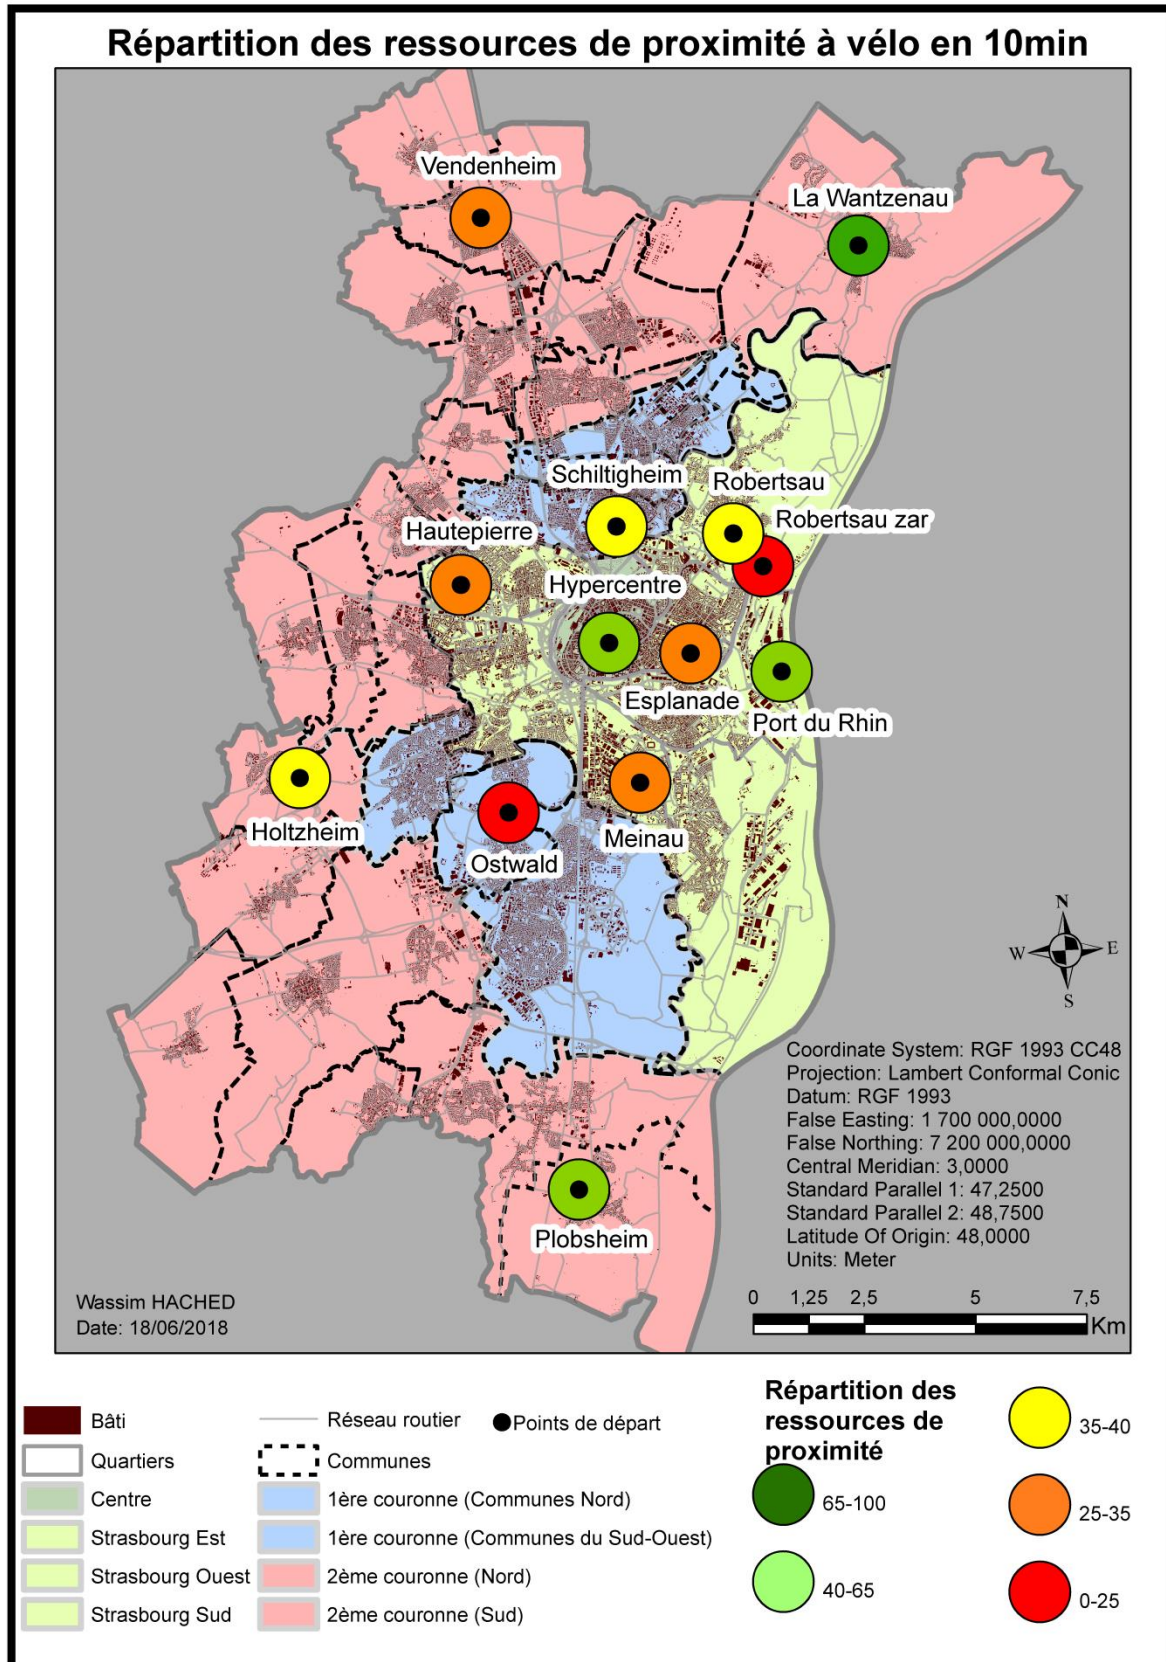 Répartition des ressources de proximité à vélo en 10min
Vendenheim
La Wantzenau
Schiltigheim
Robertsau
Robertsau zar
Hautepierre
Hypercentre
Esplanade
Port du Rhin
Holtzheim
Ostwald
Meinau
Plobsheim
N
W
E
S
Coordinate System: RGF 1993 CC48
Projection: Lambert Conformal Conic
Datum: RGF 1993
False Easting: 1 700 000,0000
False Northing: 7 200 000,0000
Central Meridian: 3,0000
Standard Parallel 1: 47,2500
Standard Parallel 2: 48,7500
Latitude Of Origin: 48,0000
Units: Meter
Wassim HACHED
Date: 18/06/2018
0 1,25 2,5 5 7,5
Km
Bâti
Quartiers
Centre
Strasbourg Est
Strasbourg Ouest
Strasbourg Sud
Réseau routier
Communes
1ère couronne (Communes Nord)
1ère couronne (Communes du Sud-Ouest)
2ème couronne (Nord)
2ème couronne (Sud)
Points de départ
Répartition des
ressources de
proximité
65-100
40-65
35-40
25-35
0-25